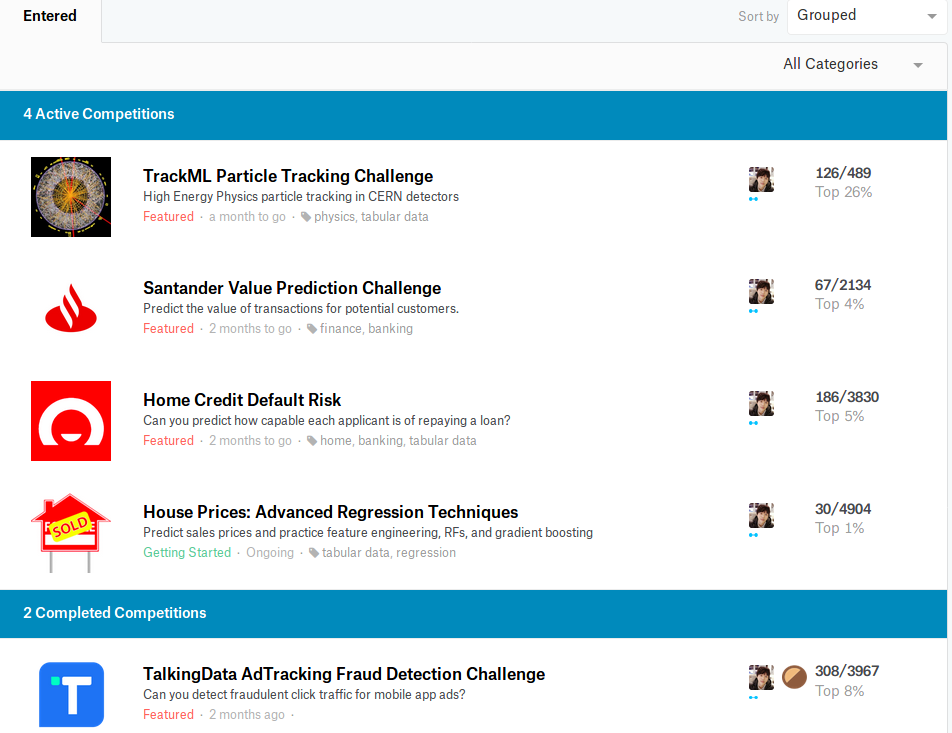 Entered
Sort by
Grouped
All Categories
4 Active Competitions
TrackML Particle Tracking Challenge
High Energy Physics particle tracking in CERN detectors
Featured · a month to go · physics, tabular data
126/489
Top 26%
Santander Value Prediction Challenge
Predict the value of transactions for potential customers.
Featured · 2 months to go · finance, banking
67/2134
Top 4%
Home Credit Default Risk
Can you predict how capable each applicant is of repaying a loan?
Featured · 2 months to go · home, banking, tabular data
186/3830
Top 5%
SOLD
House Prices: Advanced Regression Techniques
Predict sales prices and practice feature engineering, RFs, and gradient boosting
Getting Started · Ongoing · tabular data, regression
30/4904
Top 1%
2 Completed Competitions
T
TalkingData AdTracking Fraud Detection Challenge
Can you detect fraudulent click traffic for mobile app ads?
Featured · 2 months ago ·
308/3967
Top 8%